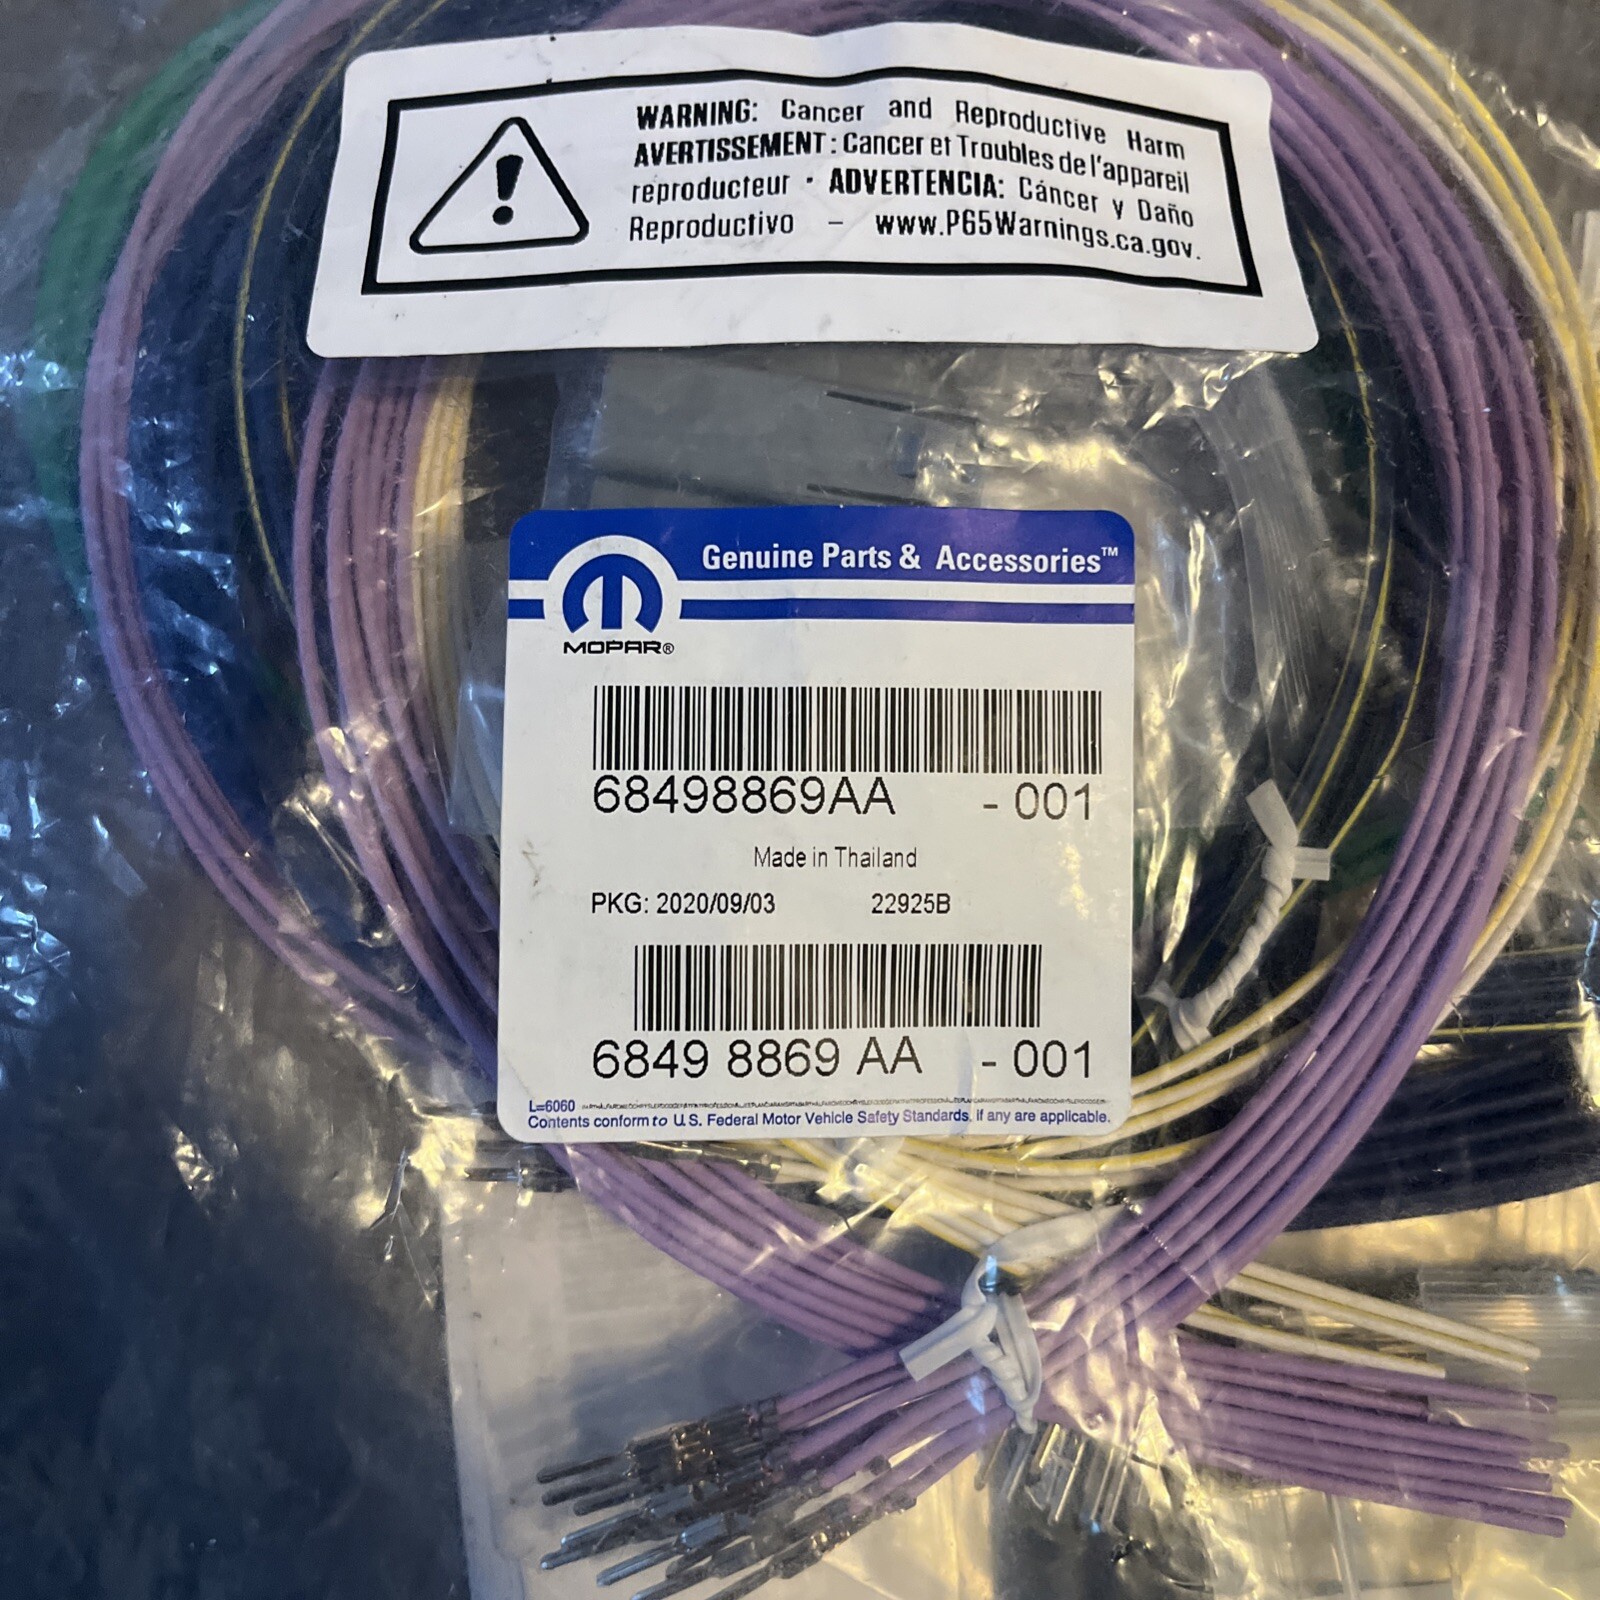 WARNING: Cancer and Reproductive Harm
AVERTISSEMENT : Cancer et Troubles de l'appareil
reproducteur · ADVERTENCIA: Cáncer y Daño
Reproductivo – www.P65Warnings.ca.gov.
Genuine Parts & Accessories™
MOPAR®
68498869AA - 001
Made in Thailand
PKG: 2020/09/03 22925B
6849 8869 AA - 001
L=6060
Contents conform to U.S. Federal Motor Vehicle Safety Standards, if any are applicable.